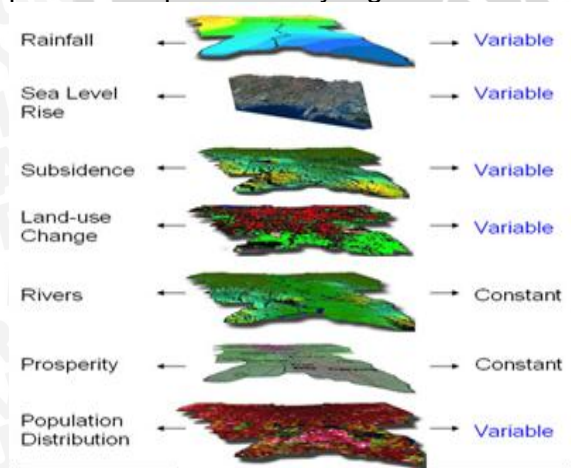 Rainfall
Variable
Sea Level
Rise
Variable
Subsidence
Variable
Land-use
Change
Variable
Rivers
Constant
Prosperity
Constant
Population
Distribution
Variable